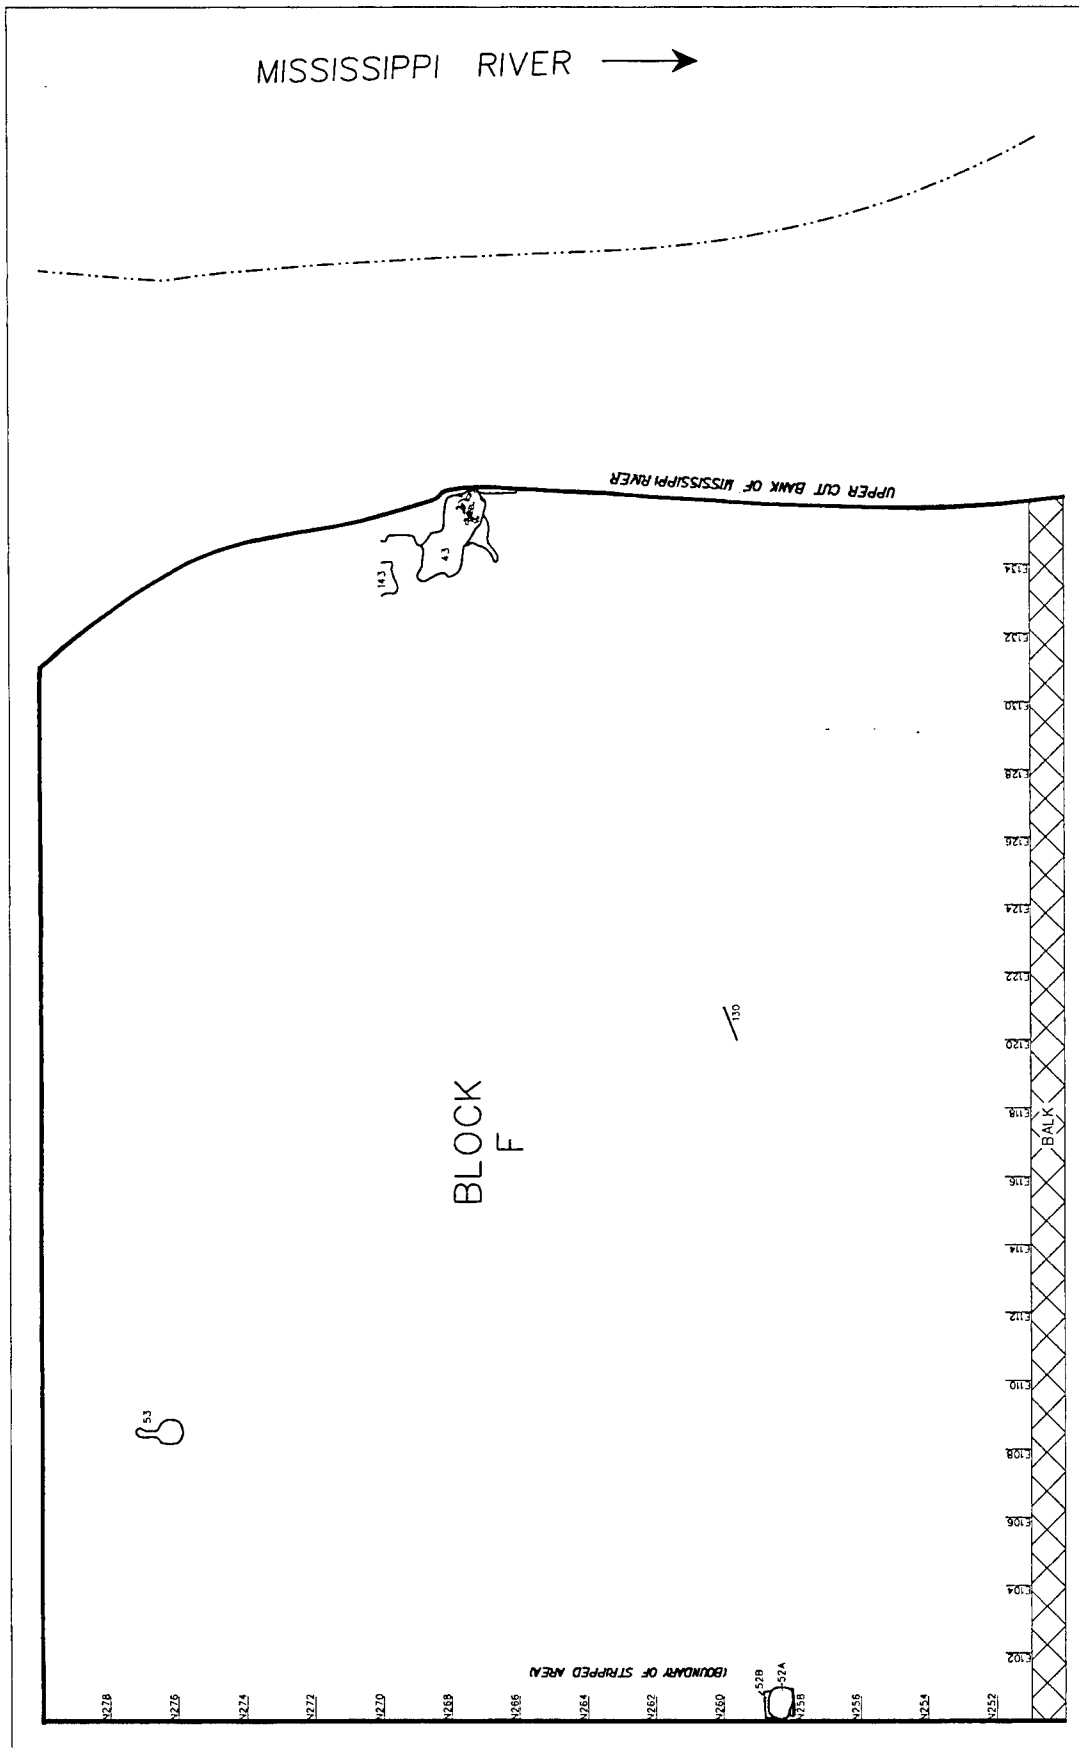 MISSISSIPPI RIVER
UPPER CUT BANK OF MISSISSIPPI RIVER
143
43
E134
E132
E130
E128
E126
E124
E122
E120
E118
E116
E114
E112
E110
E108
E106
E104
E102
BALK
130
BLOCK
F
53
(BOUNDARY OF STRIPPED AREA)
52B
52A
N278
N276
N274
N272
N270
N268
N266
N264
N262
N260
N258
N256
N254
N252